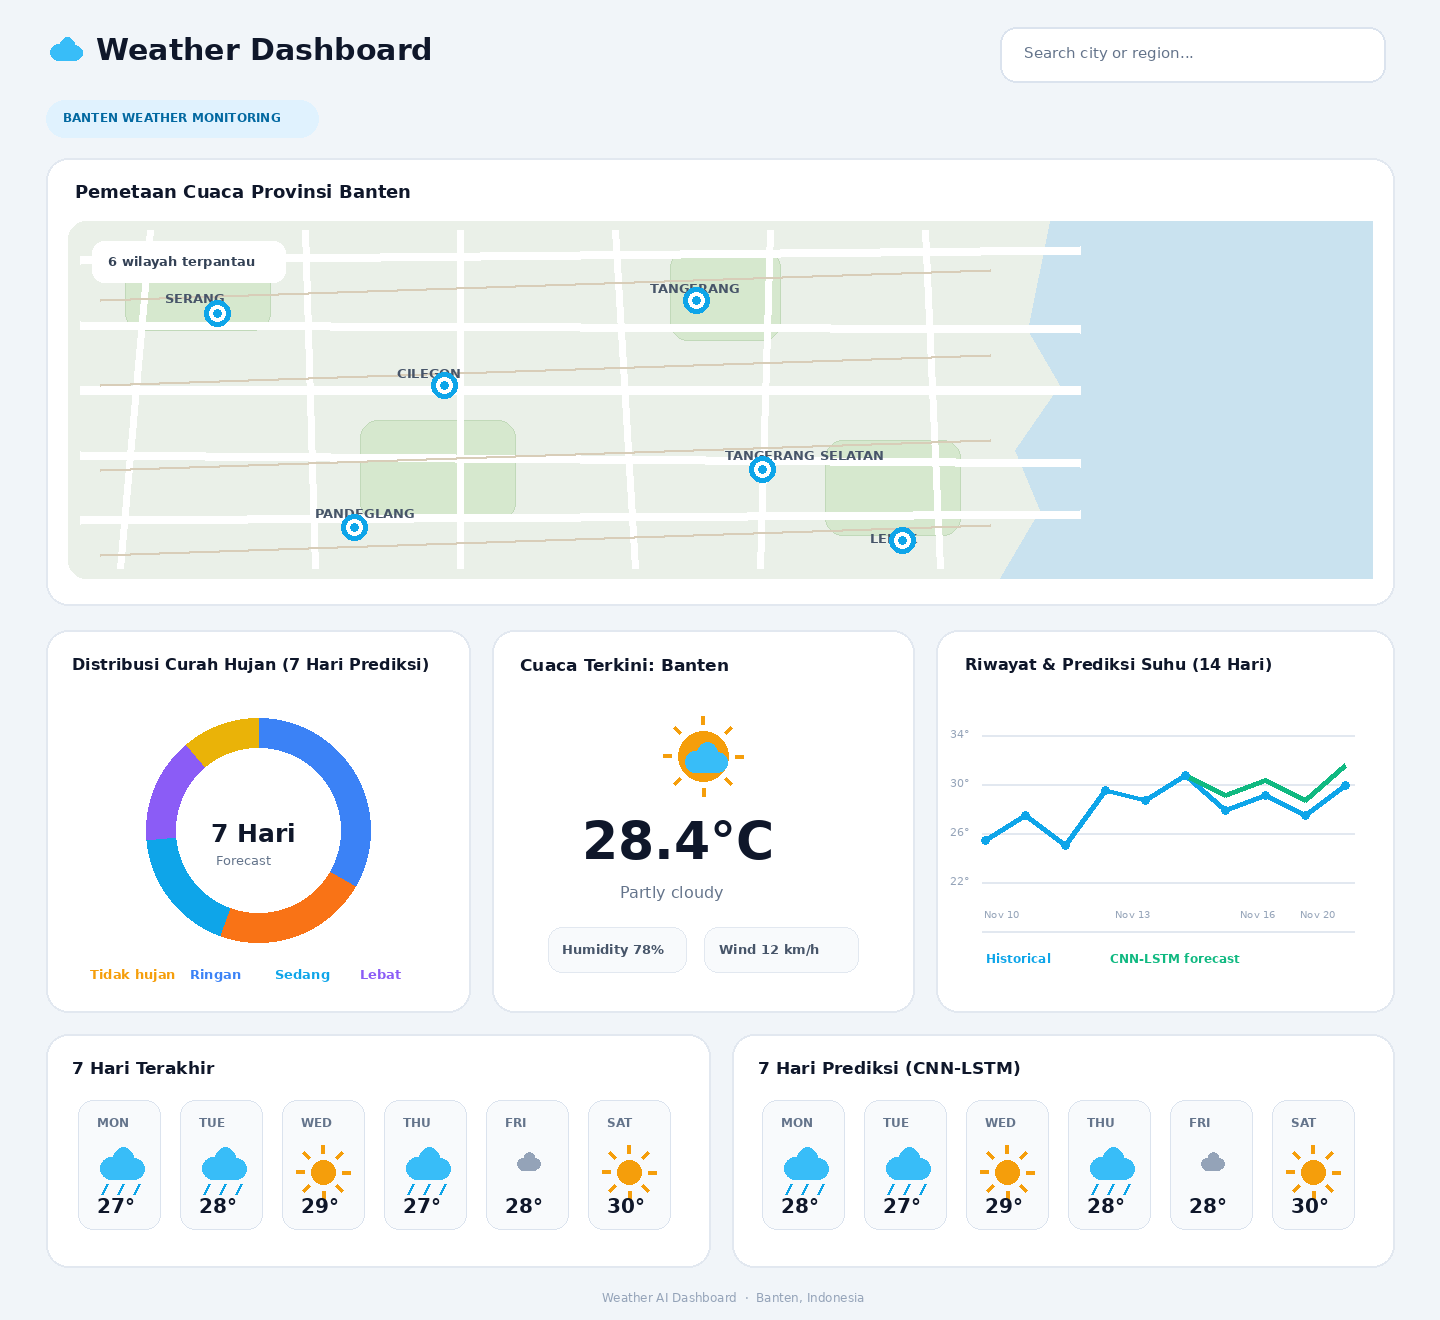 Weather Dashboard
Search city or region...
BANTEN WEATHER MONITORING
Pemetaan Cuaca Provinsi Banten
6 wilayah terpantau
SERANG
TANGERANG
CILEGON
TANGERANG SELATAN
PANDEGLANG
Distribusi Curah Hujan (7 Hari Prediksi)
7 Hari
Forecast
Tidak hujan Ringan Sedang Lebat
Cuaca Terkini: Banten
28.4°C
Partly cloudy
Humidity 78% Wind 12 km/h
Riwayat & Prediksi Suhu (14 Hari)
34°
30°
26°
22°
Nov 10 Nov 13 Nov 16 Nov 20
Historical CNN-LSTM forecast
7 Hari Terakhir
MON TUE WED THU FRI SAT
27° 28° 29° 27° 28° 30°
7 Hari Prediksi (CNN-LSTM)
MON TUE WED THU FRI SAT
28° 27° 29° 28° 28° 30°
Weather AI Dashboard · Banten, Indonesia